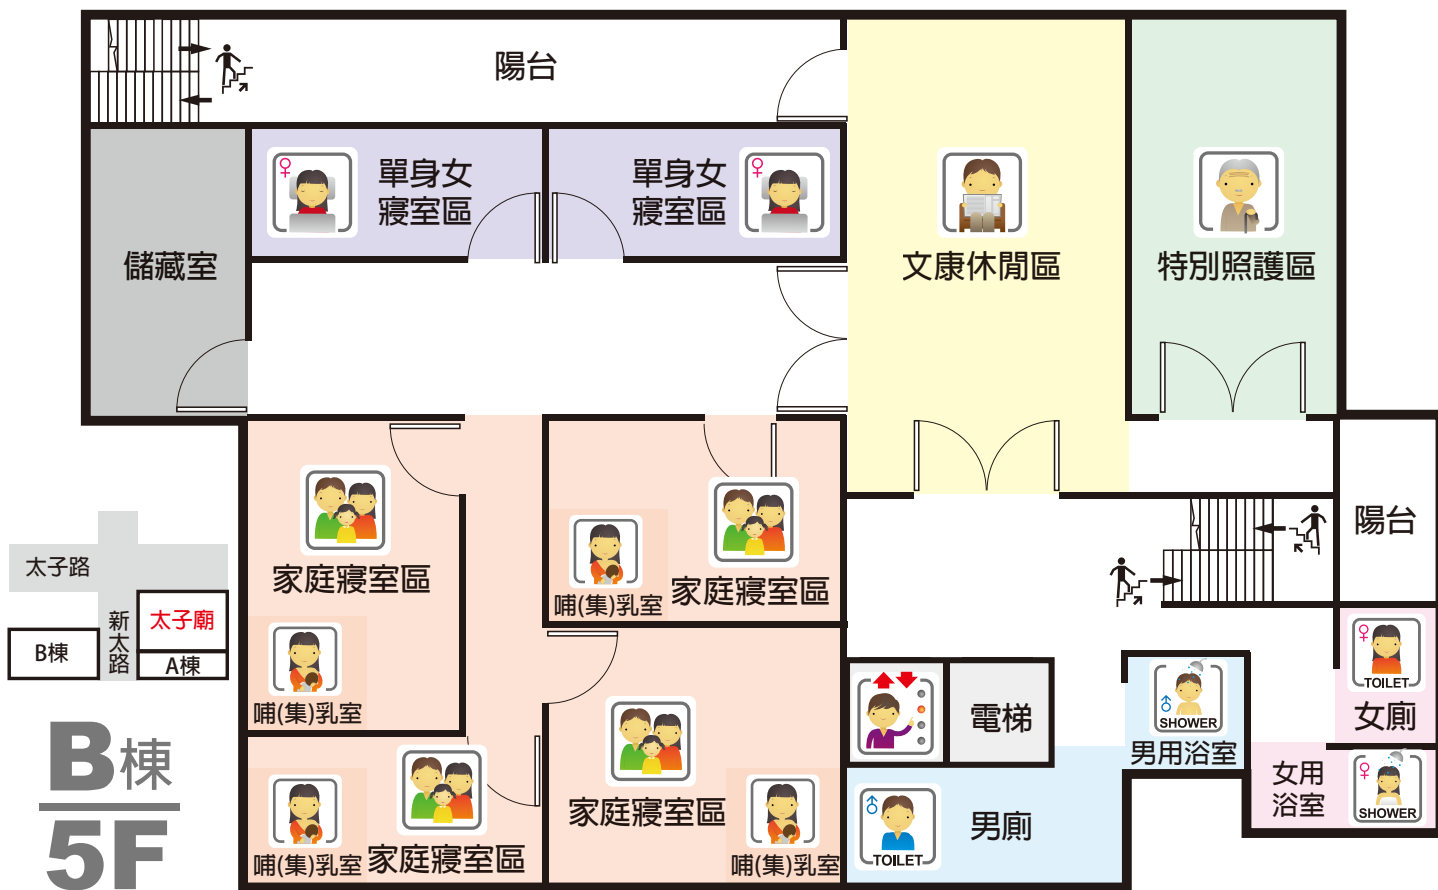 陽台
單身女
寢室區
單身女
寢室區
儲藏室
文康休閒區
特別照護區
家庭寢室區
哺(集)乳室
家庭寢室區
哺(集)乳室
陽台
太子路
新太路
太子廟
B棟
A棟
電梯
SHOWER
男用浴室
TOILET
女廁
女用
浴室
SHOWER
TOILET
男廁
哺(集)乳室
家庭寢室區
家庭寢室區
哺(集)乳室
B棟
5F